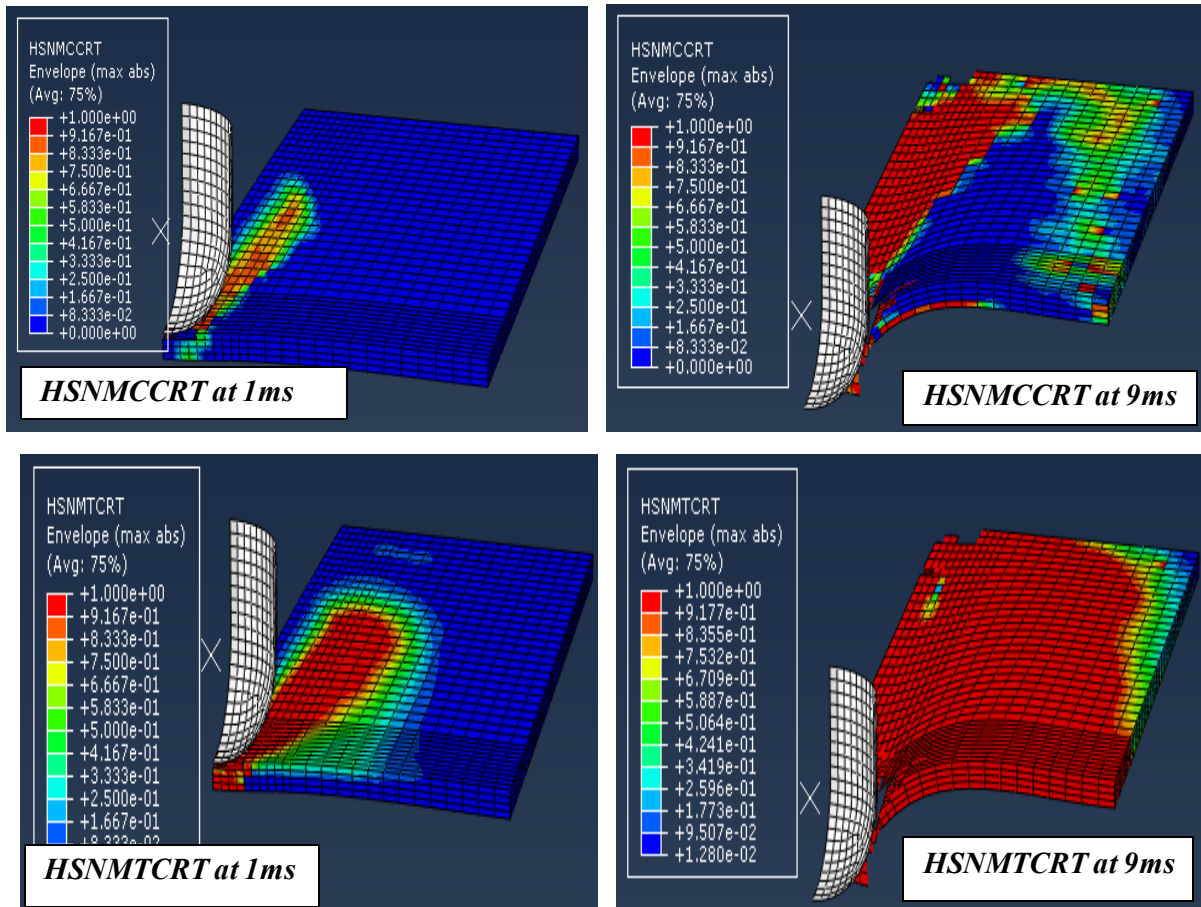 HSNMCCRT
Envelope (max abs)
(Avg: 75%)
+1.000e+00
+9.167e-01
+8.333e-01
+7.500e-01
+6.667e-01
+5.833e-01
+5.000e-01
+4.167e-01
+3.333e-01
+2.500e-01
+1.667e-01
+8.333e-02
+0.000e+00
HSNMCCRT at 1ms
HSNMCCRT
Envelope (max abs)
(Avg: 75%)
+1.000e+00
+9.167e-01
+8.333e-01
+7.500e-01
+6.667e-01
+5.833e-01
+5.000e-01
+4.167e-01
+3.333e-01
+2.500e-01
+1.667e-01
+8.333e-02
+0.000e+00
HSNMCCRT at 9ms
HSNMTCRT
Envelope (max abs)
(Avg: 75%)
+1.000e+00
+9.167e-01
+8.333e-01
+7.500e-01
+6.667e-01
+5.833e-01
+5.000e-01
+4.167e-01
+3.333e-01
+2.500e-01
+1.667e-01
HSNMTCRT at 1ms
HSNMTCRT
Envelope (max abs)
(Avg: 75%)
+1.000e+00
+9.177e-01
+8.355e-01
+7.532e-01
+6.709e-01
+5.887e-01
+5.064e-01
+4.241e-01
+3.419e-01
+2.596e-01
+1.773e-01
+9.507e-02
+1.280e-02
HSNMTCRT at 9ms